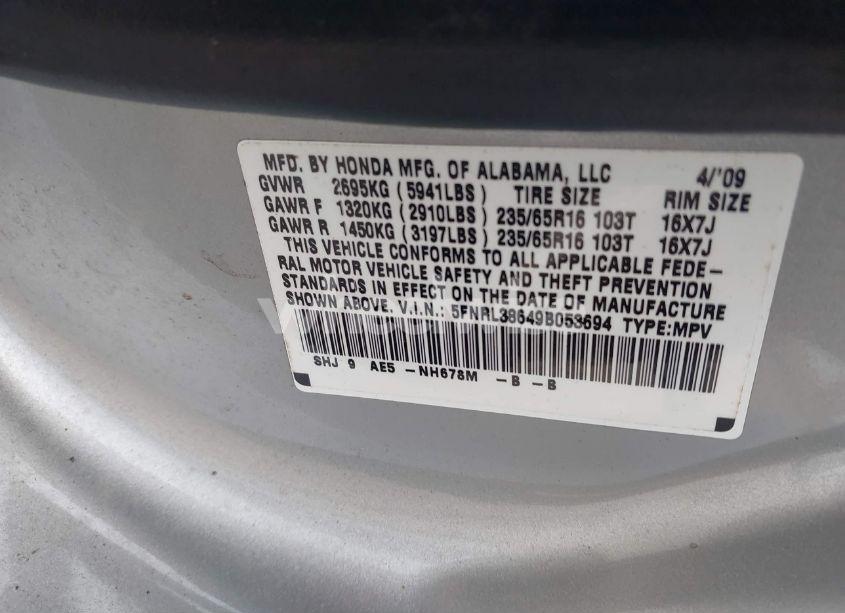 MFD. BY HONDA MFG. OF ALABAMA, LLC 4/'09
GVWR 2695KG (5941LBS) TIRE SIZE RIM SIZE
GAWR F 1320KG (2910LBS) 235/65R16 103T 16X7J
GAWR R 1450KG (3197LBS) 235/65R16 103T 16X7J
THIS VEHICLE CONFORMS TO ALL APPLICABLE FEDE-
RAL MOTOR VEHICLE SAFETY AND THEFT PREVENTION
STANDARDS IN EFFECT ON THE DATE OF MANUFACTURE
SHOWN ABOVE. V.I.N.: 5FNRL38649B053694 TYPE:MPV
SHJ 9 AE5 -NH678M -B -B